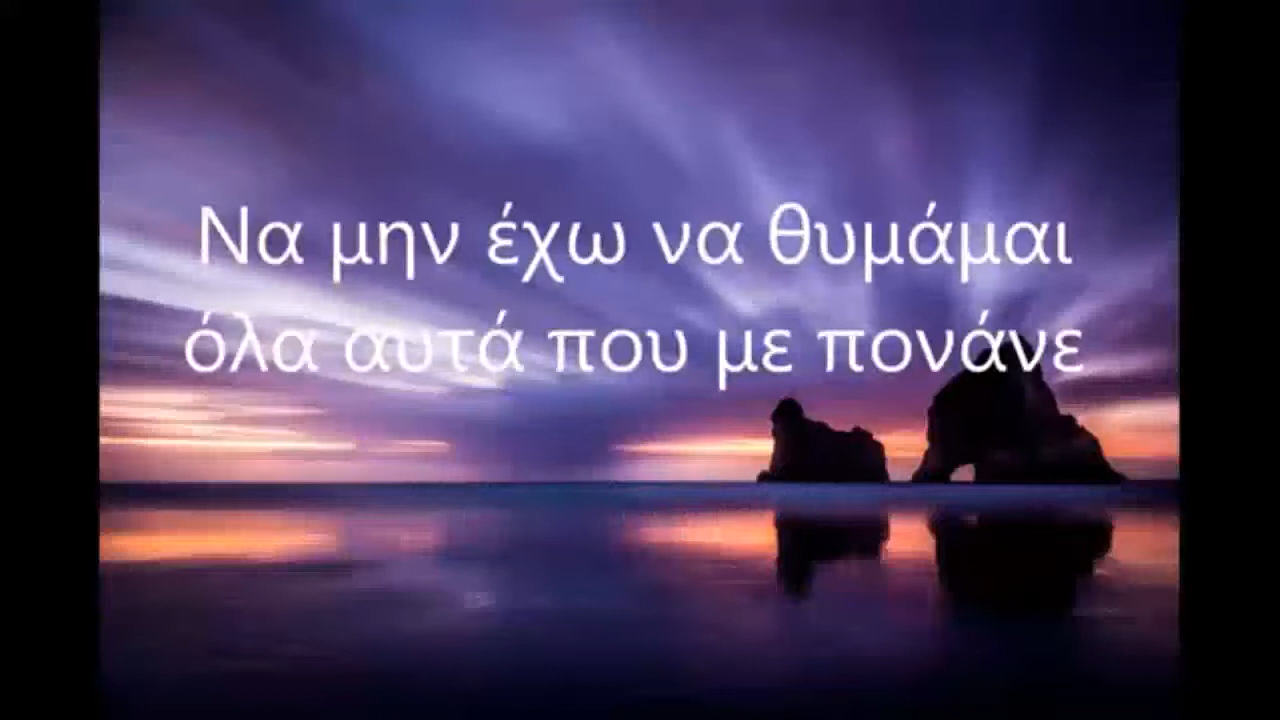 Να μην έχω να θυμάμαι
όλα αυτά που με πονάνε